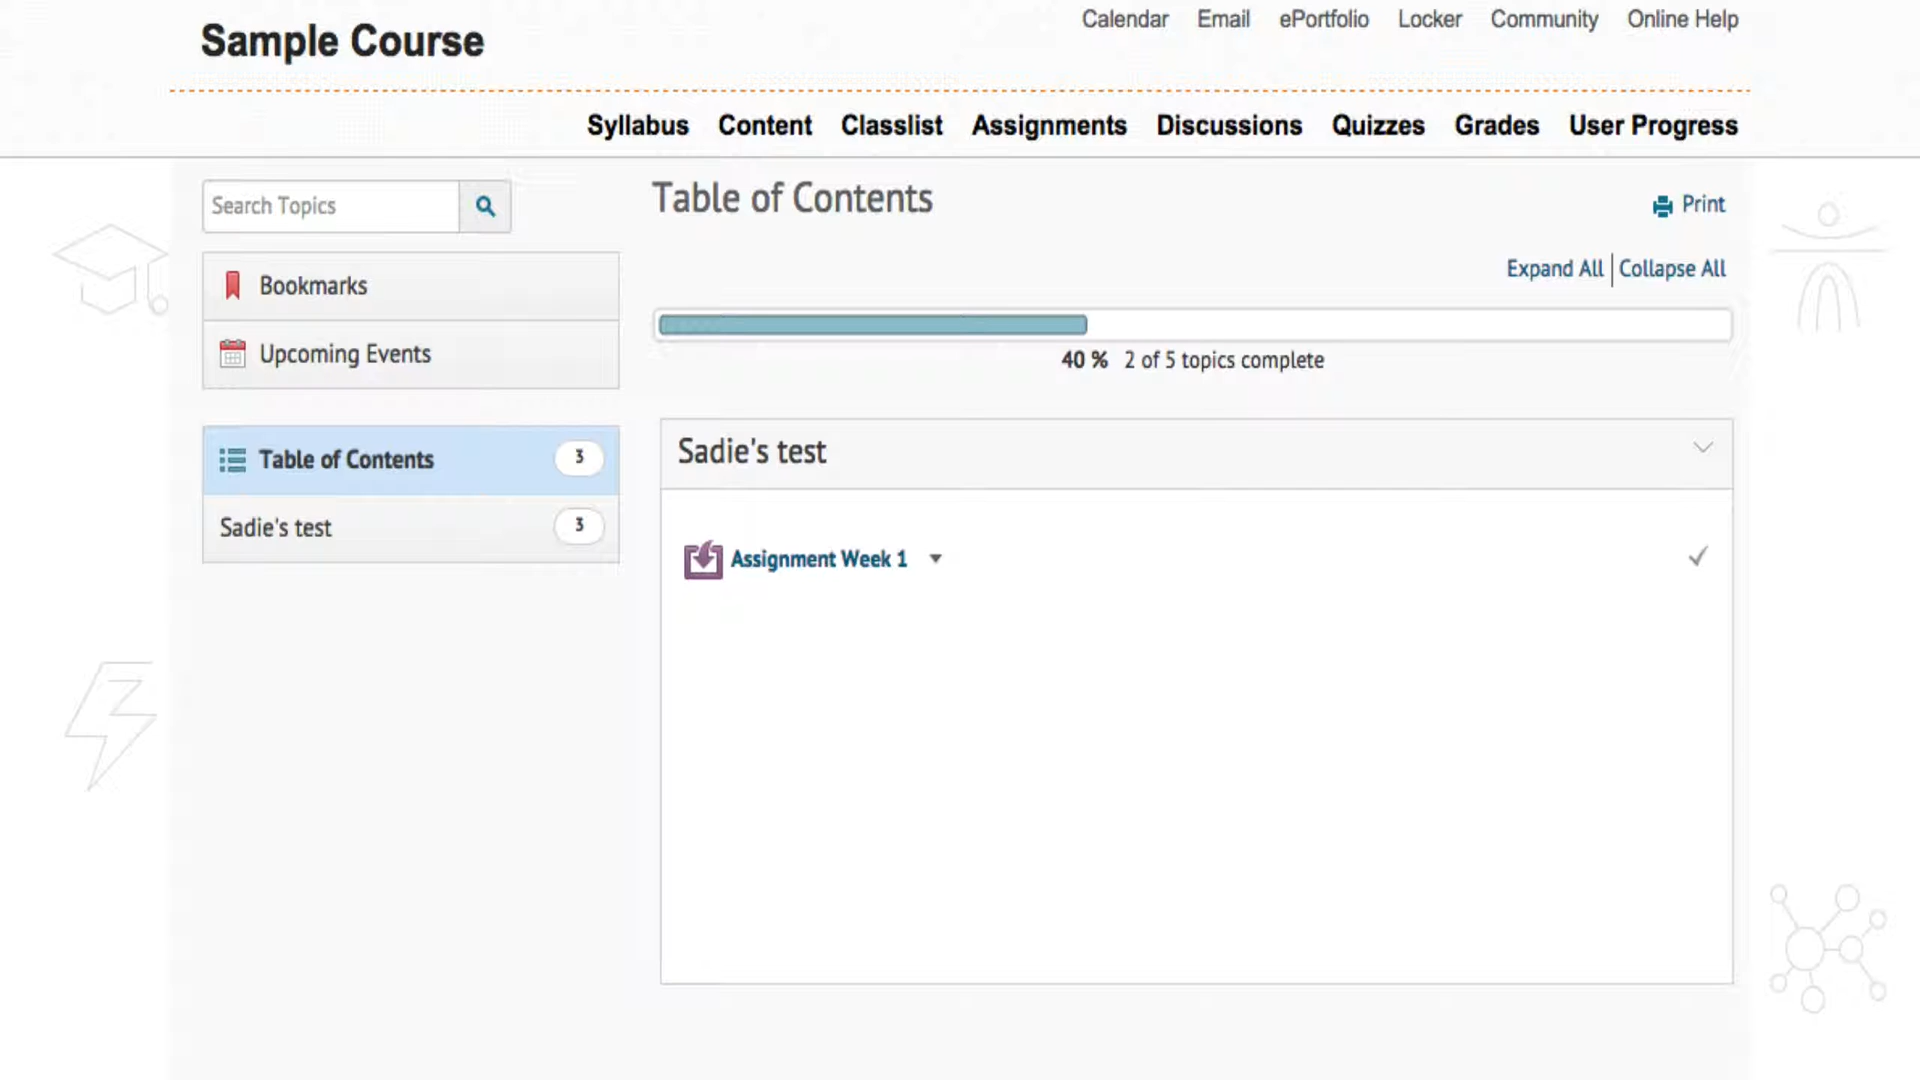 Sample Course
Calendar Email ePortfolio Locker Community Online Help
Syllabus Content Classlist Assignments Discussions Quizzes Grades User Progress
Search Topics
Bookmarks
Upcoming Events
Table of Contents 3
Sadie's test 3
Table of Contents
Print
Expand All Collapse All
40 % 2 of 5 topics complete
Sadie's test
Assignment Week 1